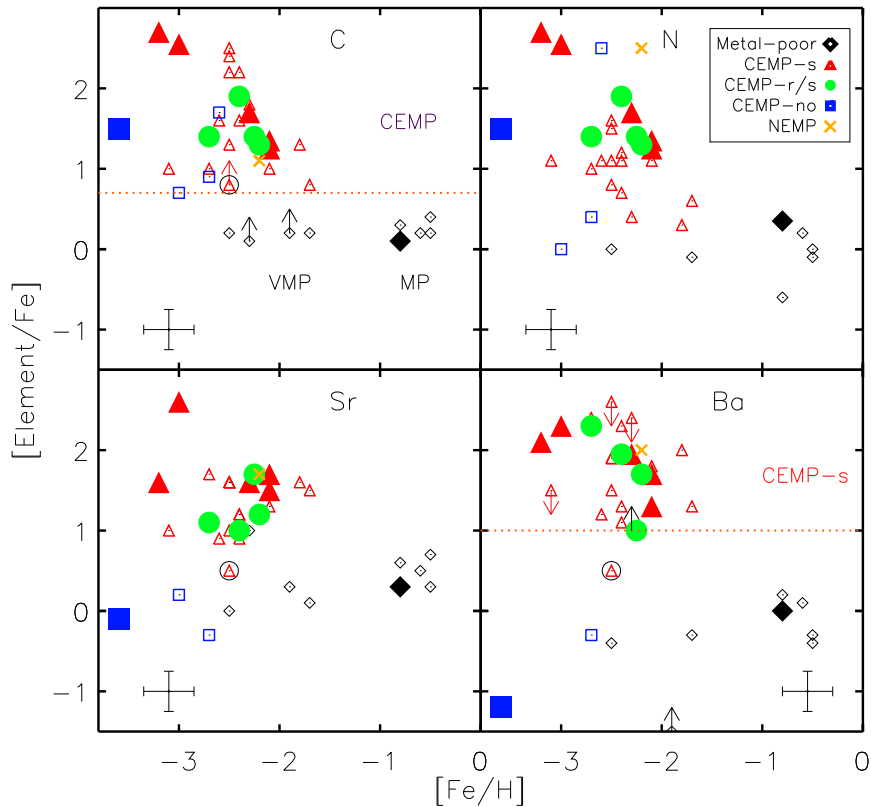 C
N
Metal-poor
CEMP-s
CEMP-r/s
CEMP-no
NEMP
CEMP
VMP
MP
2
1
0
-1
Sr
Ba
CEMP-s
2
1
0
-1
-3
-2
-1
0
-3
-2
-1
0
[Element/Fe]
[Fe/H]